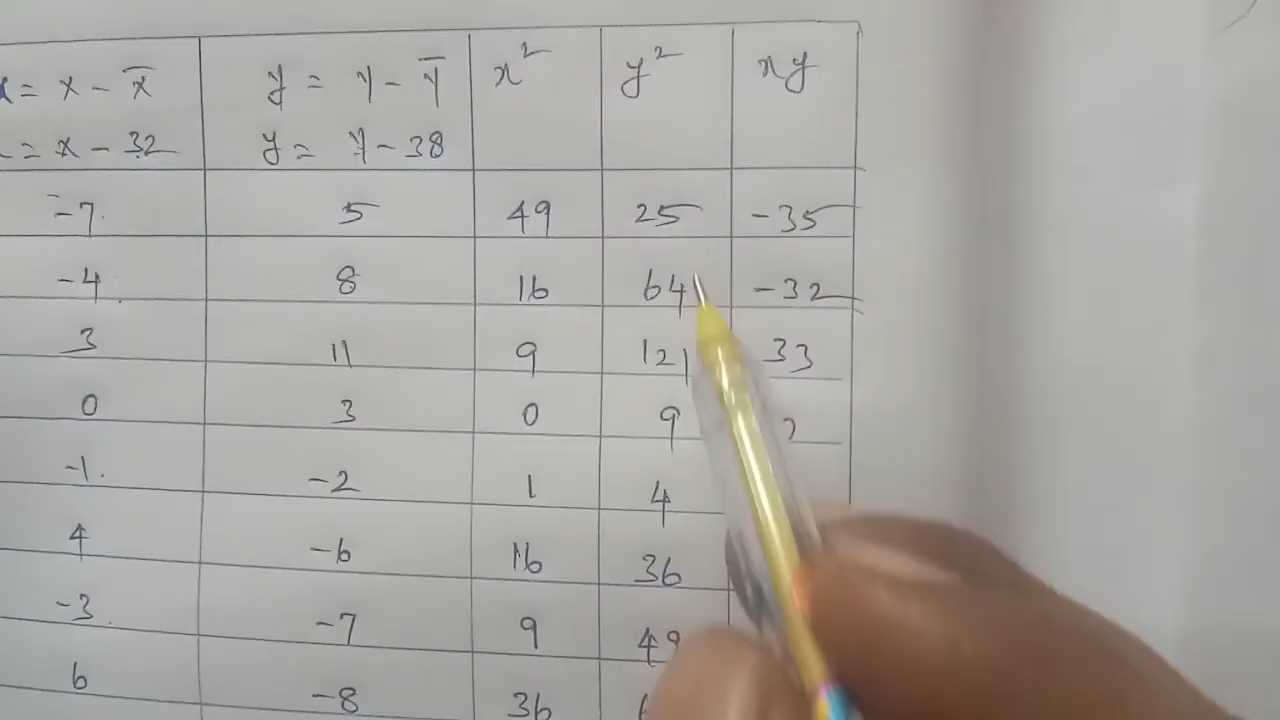 x = x - x̄ y = Y - Ȳ x² y² xy
x = x - 32 y = Y - 38
-7 5 49 25 -35
-4 8 16 64 -32
3 11 9 121 33
0 3 0 9
-1 -2 1 4
4 -6 16 36
-3 -7 9 49
6 -8 36